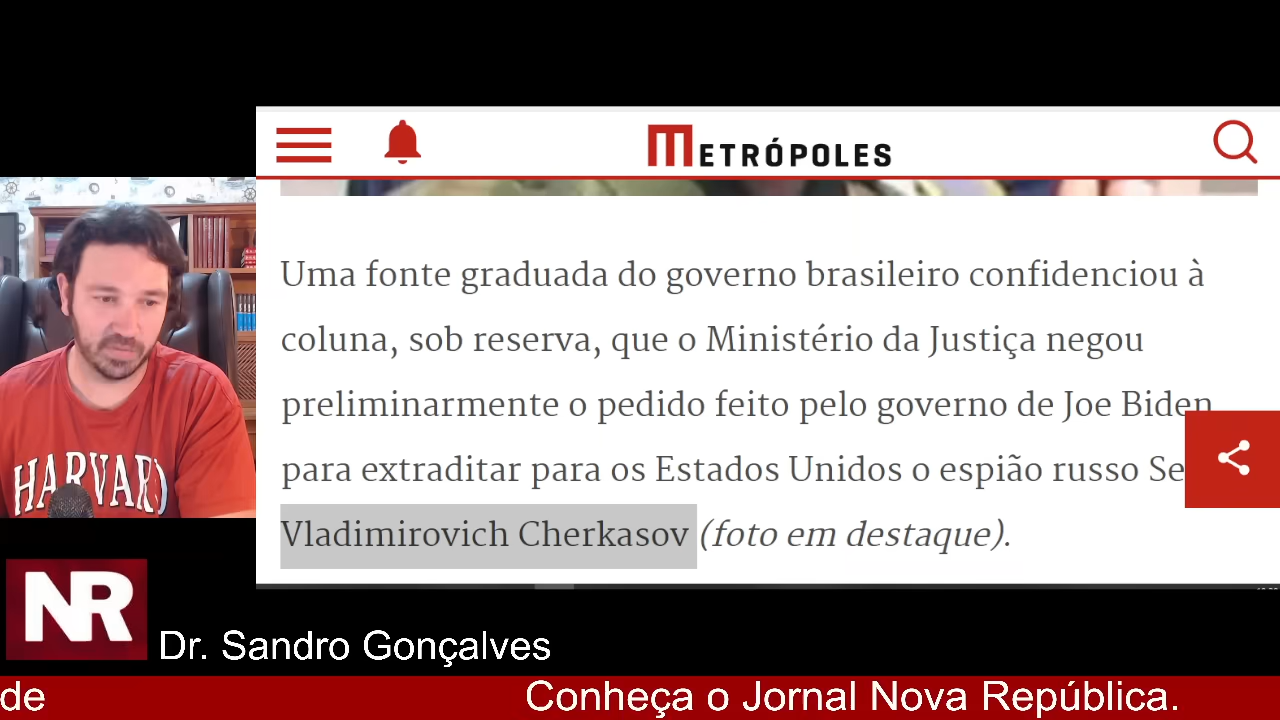 METRÓPOLES
Uma fonte graduada do governo brasileiro confidenciou à
coluna, sob reserva, que o Ministério da Justiça negou
preliminarmente o pedido feito pelo governo de Joe Biden
para extraditar para os Estados Unidos o espião russo Se
Vladimirovich Cherkasov (foto em destaque).
HARVARD
NR
Dr. Sandro Gonçalves
de Conheça o Jornal Nova República.